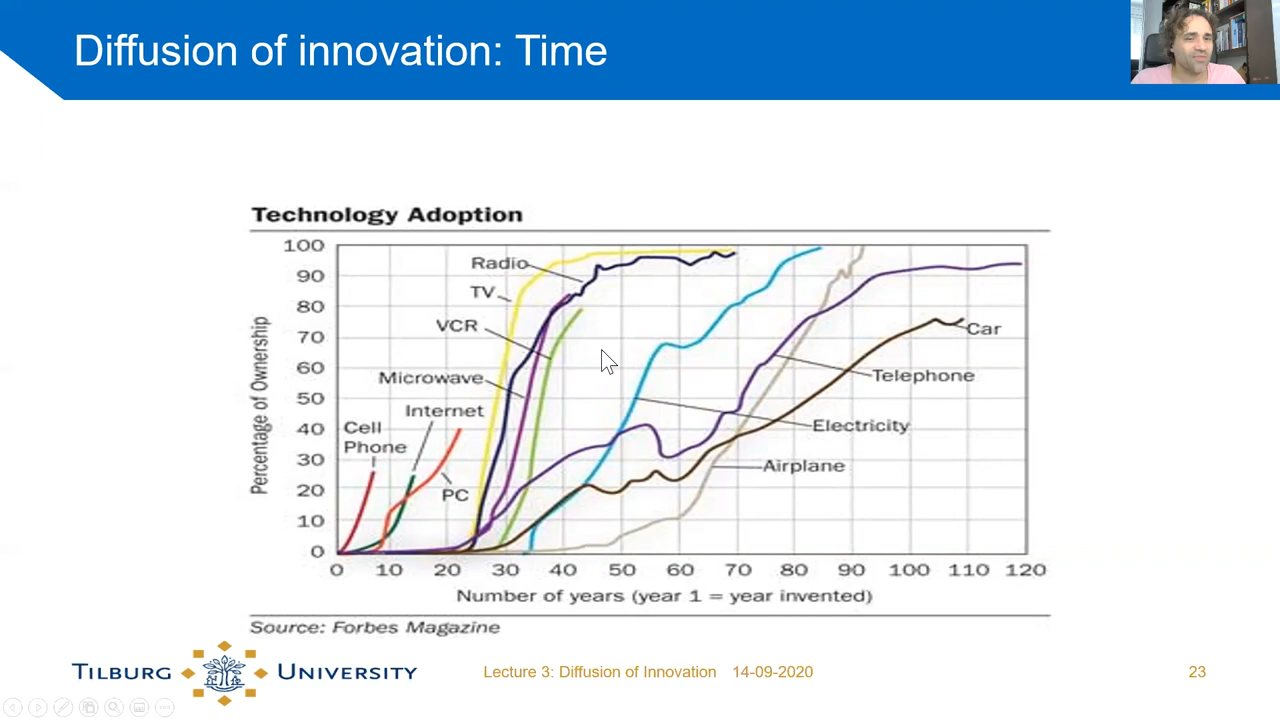 Diffusion of innovation: Time
Technology Adoption
Percentage of Ownership
100
90
80
70
60
50
40
30
20
10
0
Radio
TV
VCR
Microwave
Internet
Cell
Phone
PC
Car
Telephone
Electricity
Airplane
0 10 20 30 40 50 60 70 80 90 100 110 120
Number of years (year 1 = year invented)
Source: Forbes Magazine
TILBURG UNIVERSITY
Lecture 3: Diffusion of Innovation 14-09-2020
23